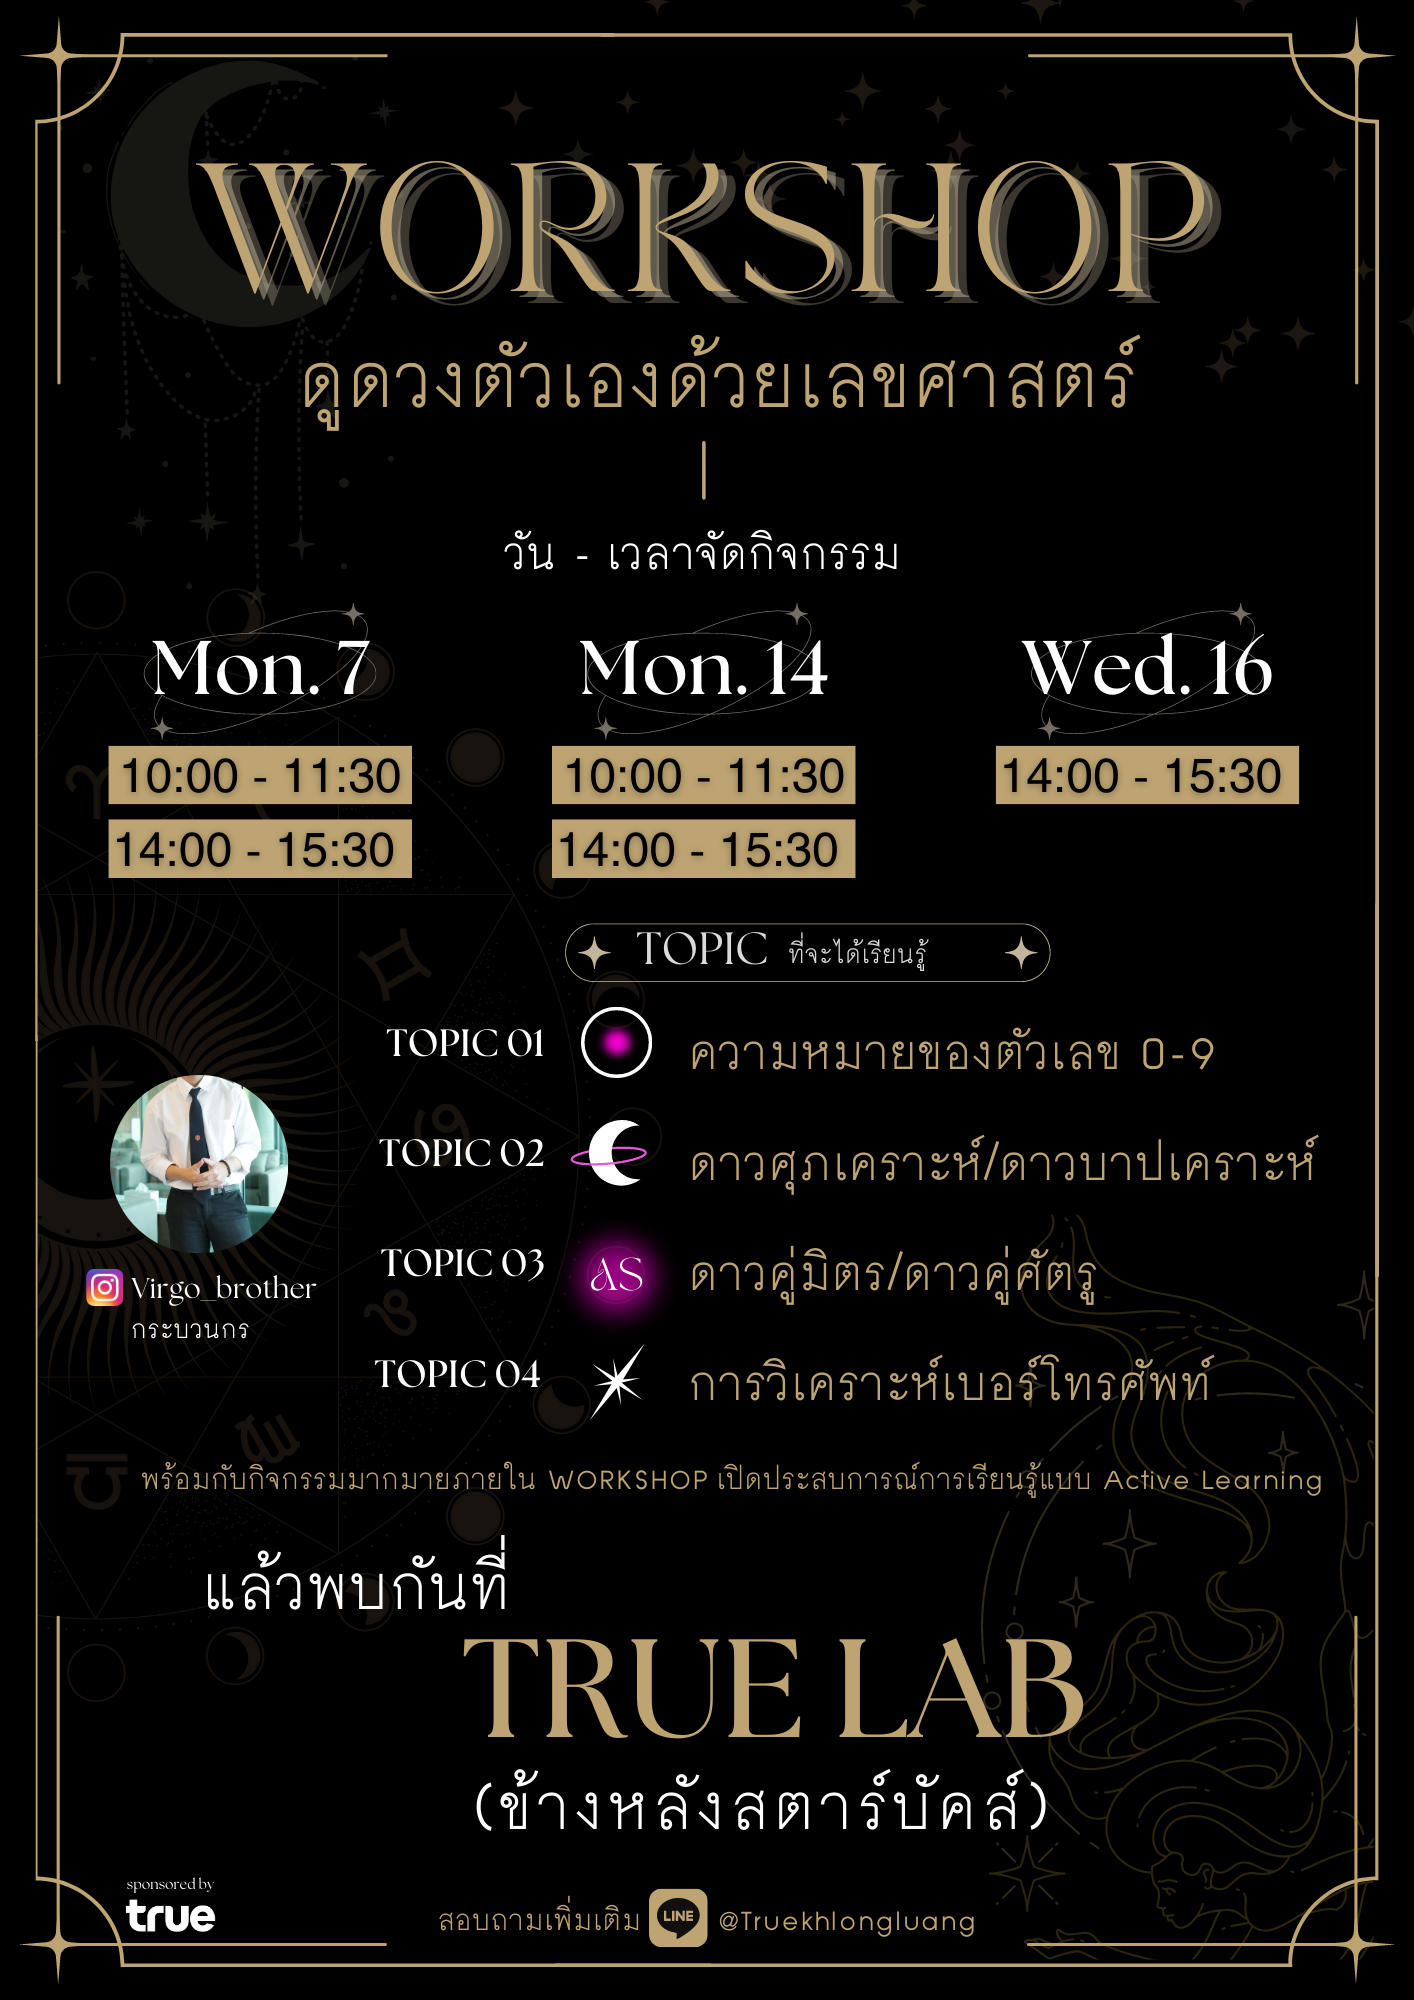 WORKSHOP
ดูดวงตัวเองด้วยเลขศาสตร์
วัน - เวลาจัดกิจกรรม
Mon. 7
10:00 - 11:30
14:00 - 15:30
Mon. 14
10:00 - 11:30
14:00 - 15:30
Wed. 16
14:00 - 15:30
TOPIC ที่จะได้เรียนรู้
TOPIC 01 ความหมายของตัวเลข 0-9
TOPIC 02 ดาวศุภเคราะห์/ดาวบาปเคราะห์
TOPIC 03 AS ดาวคู่มิตร/ดาวคู่ศัตรู
TOPIC 04 การวิเคราะห์เบอร์โทรศัพท์
Virgo_brother
กระบวนกร
พร้อมกับกิจกรรมมากมายภายใน WORKSHOP เปิดประสบการณ์การเรียนรู้แบบ Active Learning
แล้วพบกันที่
TRUE LAB
(ข้างหลังสตาร์บัคส์)
sponsored by
true
สอบถามเพิ่มเติม LINE @Truekhlongluang